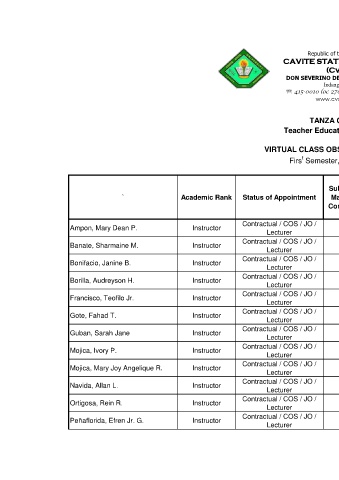 Republic of t
CAVITE STAT
(Cv
DON SEVERINO DE
Indang
☏ 415-0010 loc 270
www.cvs
TANZA C
Teacher Educat
VIRTUAL CLASS OBS
Firsᵗ Semester,
Academic Rank
Status of Appointment
Sub
Ma
Cou
Ampon, Mary Dean P.
Instructor
Contractual / COS / JO /
Lecturer
Banate, Sharmaine M.
Instructor
Contractual / COS / JO /
Lecturer
Bonifacio, Janine B.
Instructor
Contractual / COS / JO /
Lecturer
Borilla, Audreyson H.
Instructor
Contractual / COS / JO /
Lecturer
Francisco, Teofilo Jr.
Instructor
Contractual / COS / JO /
Lecturer
Gote, Fahad T.
Instructor
Contractual / COS / JO /
Lecturer
Guban, Sarah Jane
Instructor
Contractual / COS / JO /
Lecturer
Mojica, Ivory P.
Instructor
Contractual / COS / JO /
Lecturer
Mojica, Mary Joy Angelique R.
Instructor
Contractual / COS / JO /
Lecturer
Navida, Allan L.
Instructor
Contractual / COS / JO /
Lecturer
Ortigosa, Rein R.
Instructor
Contractual / COS / JO /
Lecturer
Peñaflorida, Efren Jr. G.
Instructor
Contractual / COS / JO /
Lecturer